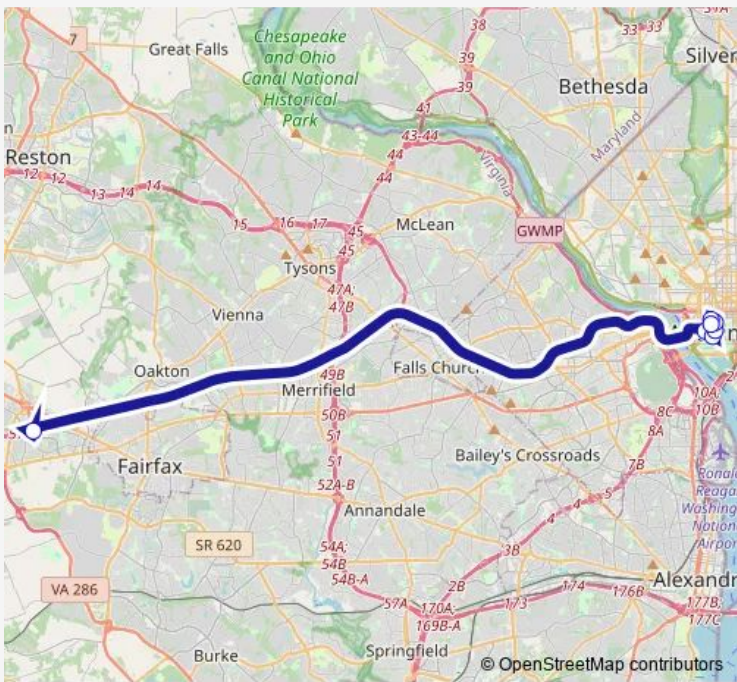 7
38
33
33
Great Falls
Chesapeake
and Ohio
Canal National
Historical
Park
39
39
Silver
Bethesda
41
43-44
44
44
Maryland
Virginia
Reston
12
12
13
14
14
15
16
17
45
45
McLean
GWMP
Tysons
47A;
47B
Vienna
Oakton
49B
Merrifield
Falls Church
50B
8C
10A;
10B
8A
51
51
7B
Fairfax
Bailey's Crossroads
52A-B
Ronald
Reagan
Washing
National
Airport
Annandale
SR 620
54A;
54B
54B-A
3B
4
4
5
2B
VA 286
57A
170A;
169B-A
173
174
176B
Alexandr
177B;
177C
Springfield
Burke
© OpenStreetMap contributors